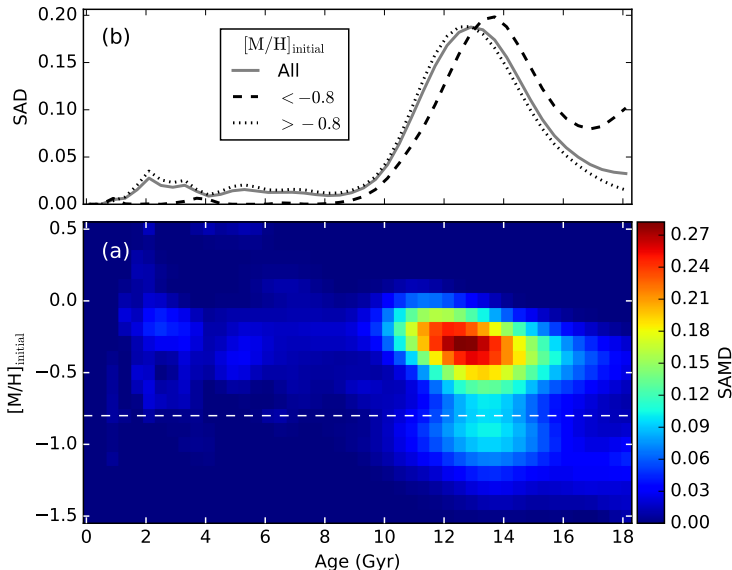 0.20
0.15
0.10
0.05
0.00
SAD
(b)
[M/H]initial
All
< −0.8
> −0.8
(a)
0.5
0.0
−0.5
−1.0
−1.5
[M/H]initial
0 2 4 6 8 10 12 14 16 18
Age (Gyr)
0.27
0.24
0.21
0.18
0.15
0.12
0.09
0.06
0.03
0.00
SAMD